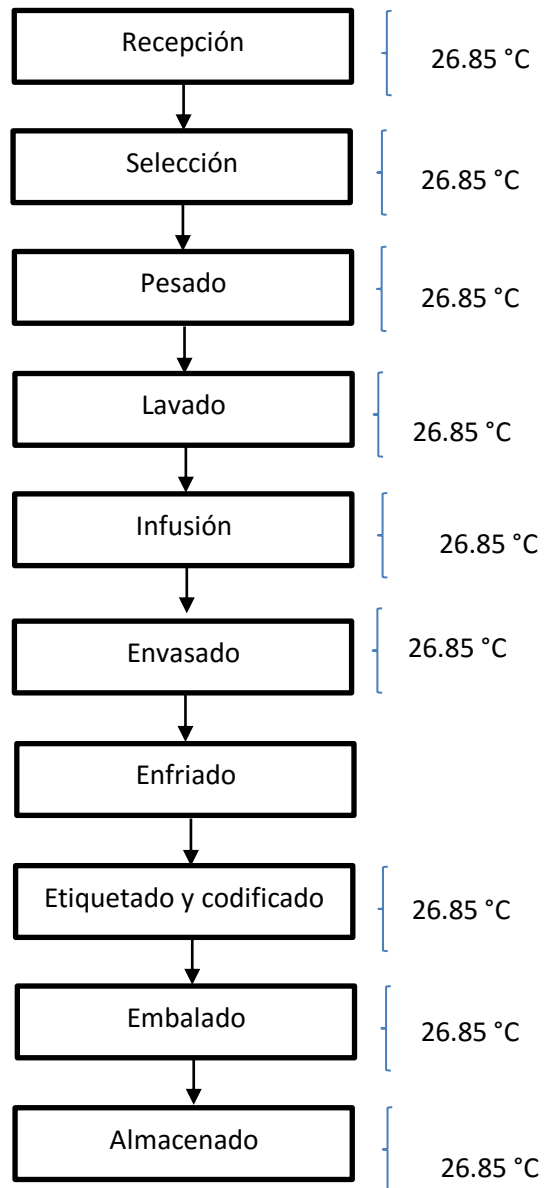 Recepción
26.85 °C
Selección
26.85 °C
Pesado
26.85 °C
Lavado
26.85 °C
Infusión
26.85 °C
Envasado
26.85 °C
Enfriado
Etiquetado y codificado
26.85 °C
Embalado
26.85 °C
Almacenado
26.85 °C